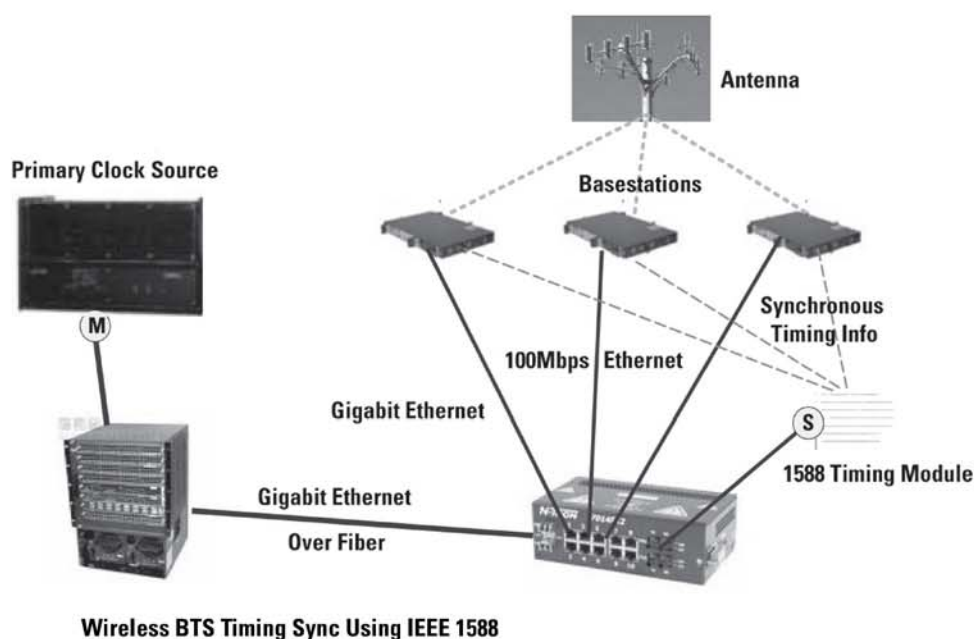 Antenna
Primary Clock Source
Basestations
M
Synchronous
Timing Info
100Mbps Ethernet
Gigabit Ethernet
S
1588 Timing Module
Gigabit Ethernet
Over Fiber
N-TRON
Wireless BTS Timing Sync Using IEEE 1588